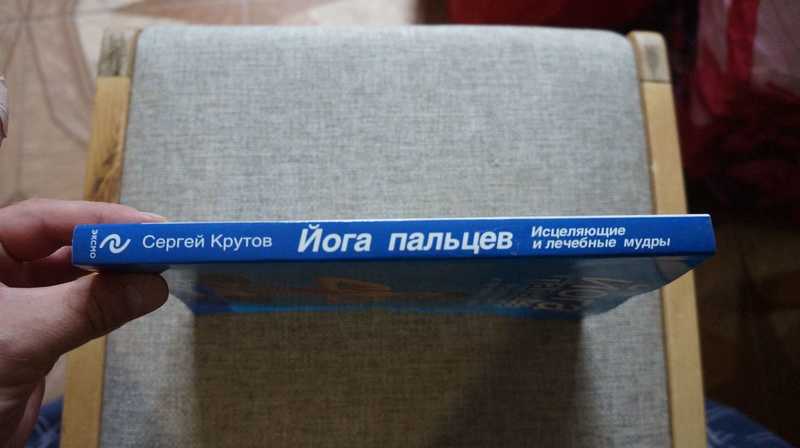 ЭКСМО
Сергей Крутов
Йога пальцев
Исцеляющие
и лечебные мудры